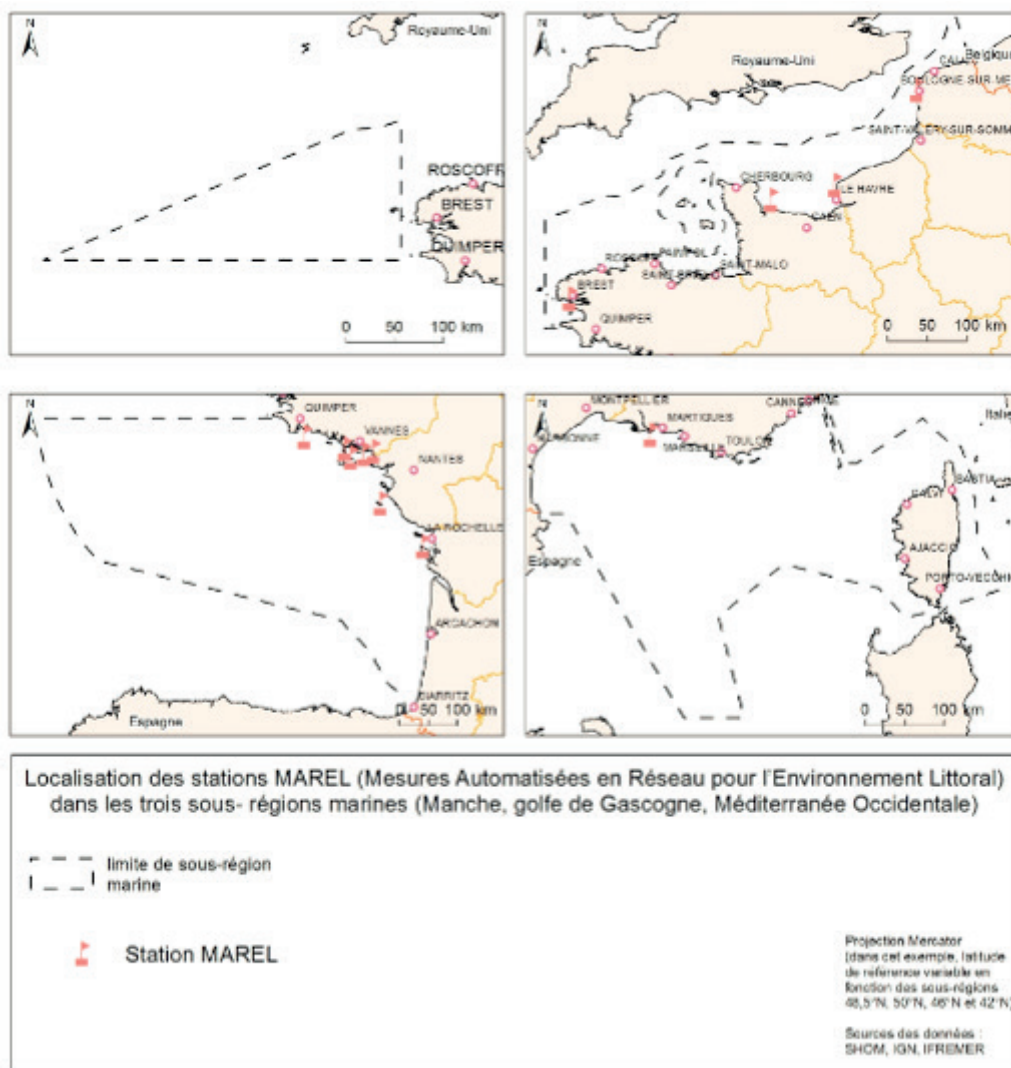 N
Royaume-Uni
ROSCOFF
BREST
QUIMPER
0 50 100 km
N
Royaume-Uni
Belgique
CAL
BOULOGNE-SUR-ME
SAINT-VALERY-SUR-SOMM
CHERBOURG
LE HAVRE
CAEN
ROSCOFF
PAIMPOL
SAINT-BRIEUC
SAINT-MALO
BREST
QUIMPER
0 50 100 km
N
QUIMPER
VANNES
NANTES
LA ROCHELLE
ARCACHON
BIARRITZ
Espagne
0 50 100 km
N
MONTPELLIER
MARTIQUES
CANNES
Italie
MARSEILLE
TOULON
BASTIA
CALVI
Espagne
AJACCIO
PORTO-VECCHI
0 50 100 km
Localisation des stations MAREL (Mesures Automatisées en Réseau pour l'Environnement Littoral)
dans les trois sous- régions marines (Manche, golfe de Gascogne, Méditerranée Occidentale)
limite de sous-région
marine
Station MAREL
Projection Mercator
(dans cet exemple, latitude
de référence variable en
fonction des sous-régions
48,5°N, 50°N, 46°N et 42°N)
Sources des données :
SHOM, IGN, IFREMER